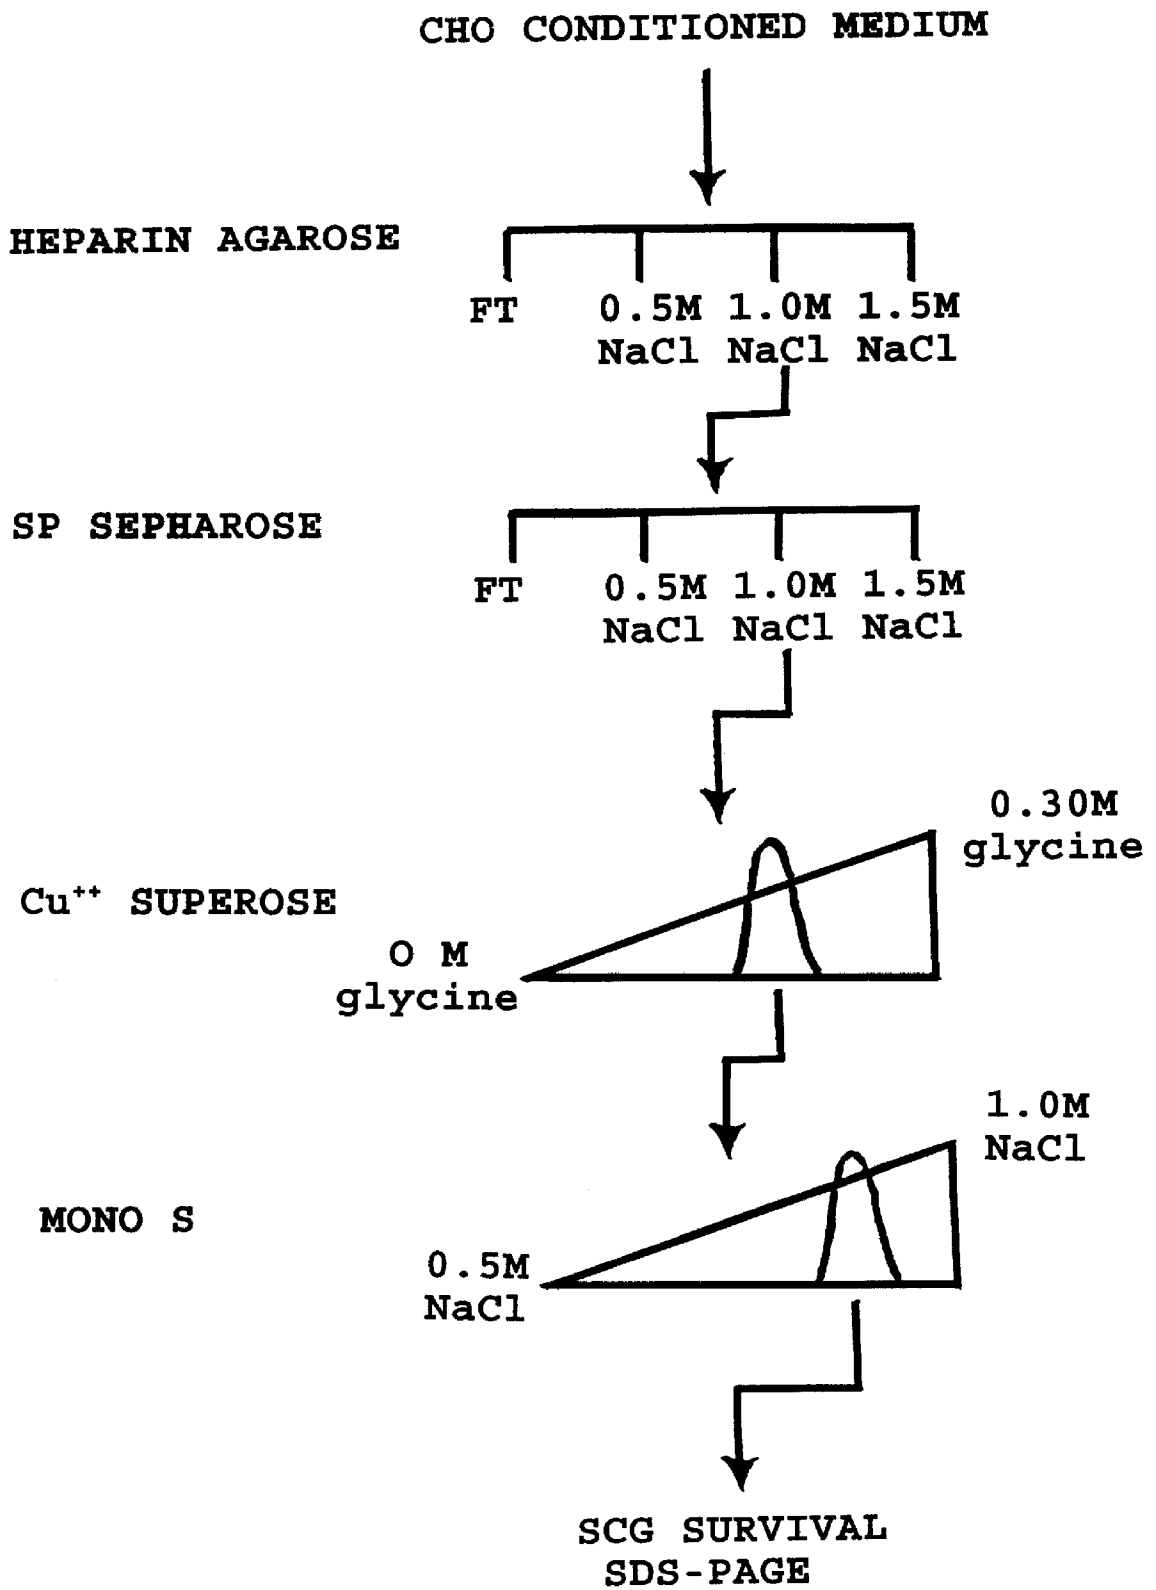 CHO CONDITIONED MEDIUM
HEPARIN AGAROSE
FT 0.5M 1.0M 1.5M
NaCl NaCl NaCl
SP SEPHAROSE
FT 0.5M 1.0M 1.5M
NaCl NaCl NaCl
0.30M
glycine
Cu⁺⁺ SUPEROSE
O M
glycine
1.0M
NaCl
MONO S
0.5M
NaCl
SCG SURVIVAL
SDS-PAGE